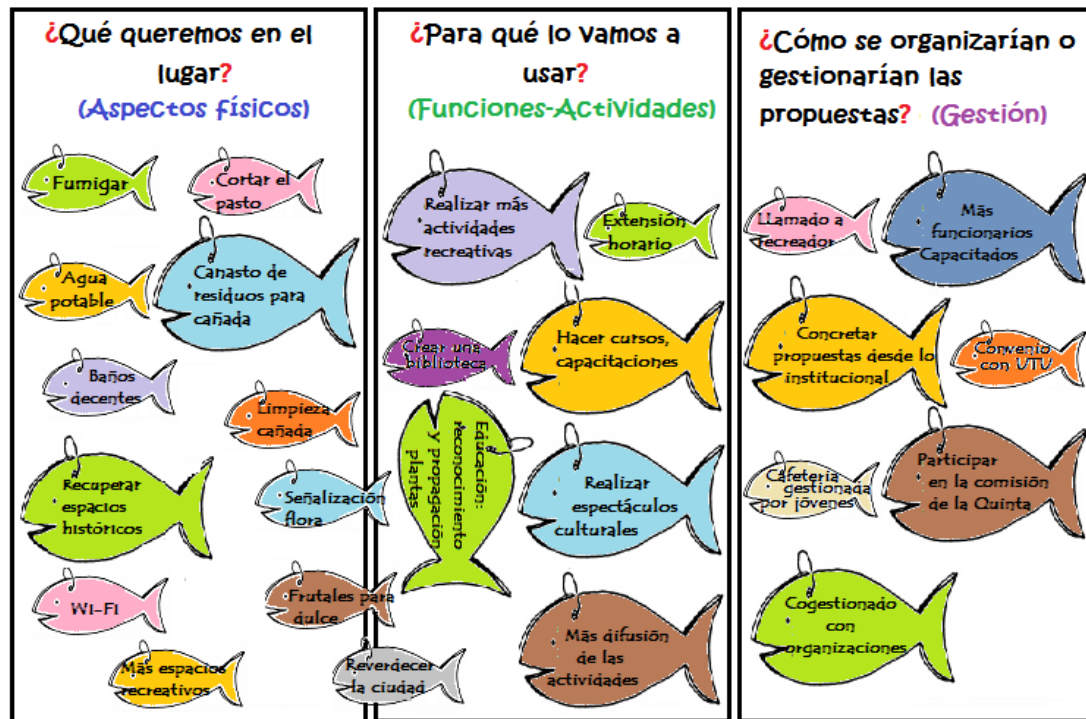 ¿Qué queremos en el
lugar?
(Aspectos físicos)
Fumigar
Cortar el
pasto
Agua
potable
Canasto de
residuos para
cañada
Baños
decentes
Limpieza
cañada
Recuperar
espacios
históricos
Señalización
flora
Wi-Fi
Frutales para
dulce
Más espacios
recreativos
Reverdecer
la ciudad
¿Para qué lo vamos a
usar?
(Funciones-Actividades)
Realizar más
actividades
recreativas
Extensión
horario
Crear una
biblioteca
Hacer cursos,
capacitaciones
Educación:
reconocimiento
y propagación
plantas
Realizar
espectáculos
culturales
Más difusión
de las
actividades
¿Cómo se organizarían o
gestionarían las
propuestas? (Gestión)
LLamado a
recreador
Más
funcionarios
Capacitados
Concretar
propuestas desde lo
institucional
Convenio
con UTU
Cafetería
gestionada
por jóvenes
Participar
en la comisión
de la Quinta
Cogestionado
con
organizaciones